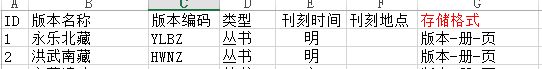 A B C D E F G
ID 版本名称 版本编码 类型 刊刻时间 刊刻地点 存储格式
1 永乐北藏 YLBZ 丛书 明 版本-册-页
2 洪武南藏 HWNZ 丛书 明 版本-册-页